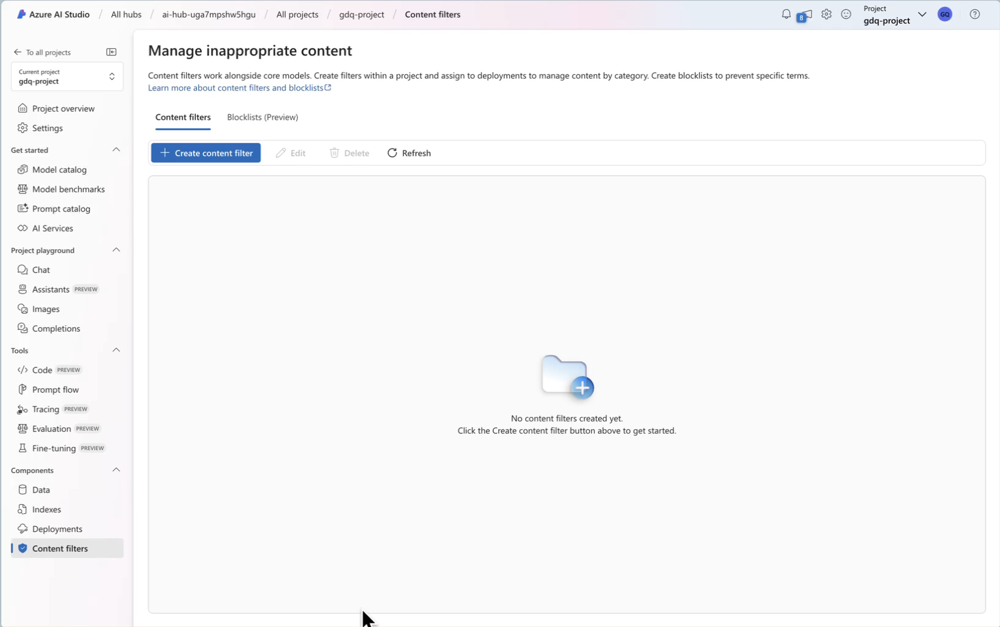 Azure AI Studio / All hubs / ai-hub-uga7mpshw5hgu / All projects / gdq-project / Content filters
8
Project
gdq-project
GQ
To all projects
Current project
gdq-project
Project overview
Settings
Get started
Model catalog
Model benchmarks
Prompt catalog
AI Services
Project playground
Chat
Assistants PREVIEW
Images
Completions
Tools
Code PREVIEW
Prompt flow
Tracing PREVIEW
Evaluation PREVIEW
Fine-tuning PREVIEW
Components
Data
Indexes
Deployments
Content filters
Manage inappropriate content
Content filters work alongside core models. Create filters within a project and assign to deployments to manage content by category. Create blocklists to prevent specific terms.
Learn more about content filters and blocklists
Content filters Blocklists (Preview)
Create content filter Edit Delete Refresh
No content filters created yet.
Click the Create content filter button above to get started.